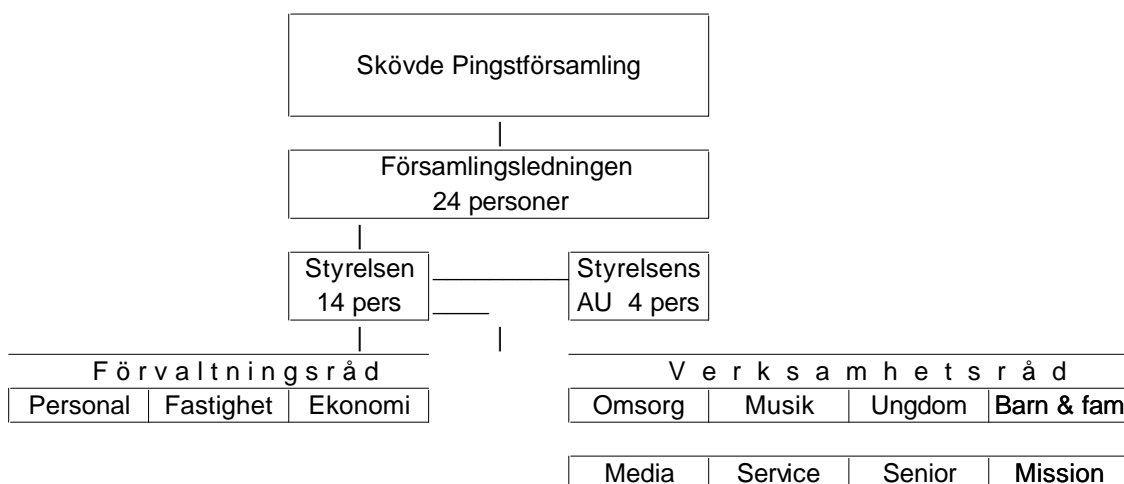 Skövde Pingstförsamling
Församlingsledningen
24 personer
Styrelsen
14 pers
Styrelsens
AU 4 pers
Förvaltningsråd
Personal Fastighet Ekonomi
Verksamhetsråd
Omsorg Musik Ungdom Barn & fam
Media Service Senior Mission